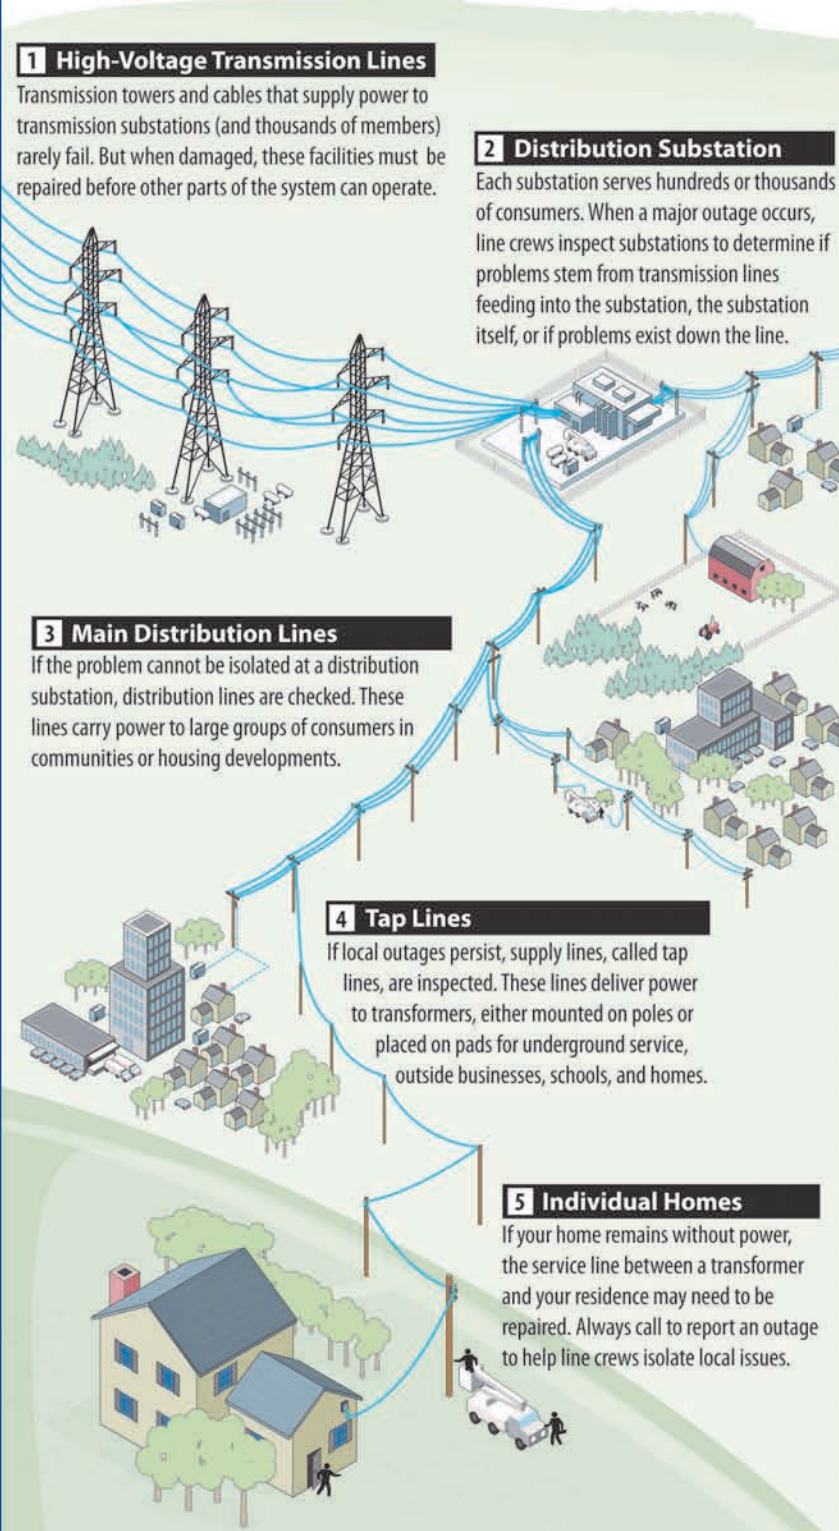 1 High-Voltage Transmission Lines
Transmission towers and cables that supply power to
transmission substations (and thousands of members)
rarely fail. But when damaged, these facilities must be
repaired before other parts of the system can operate.
2 Distribution Substation
Each substation serves hundreds or thousands
of consumers. When a major outage occurs,
line crews inspect substations to determine if
problems stem from transmission lines
feeding into the substation, the substation
itself, or if problems exist down the line.
3 Main Distribution Lines
If the problem cannot be isolated at a distribution
substation, distribution lines are checked. These
lines carry power to large groups of consumers in
communities or housing developments.
4 Tap Lines
If local outages persist, supply lines, called tap
lines, are inspected. These lines deliver power
to transformers, either mounted on poles or
placed on pads for underground service,
outside businesses, schools, and homes.
5 Individual Homes
If your home remains without power,
the service line between a transformer
and your residence may need to be
repaired. Always call to report an outage
to help line crews isolate local issues.